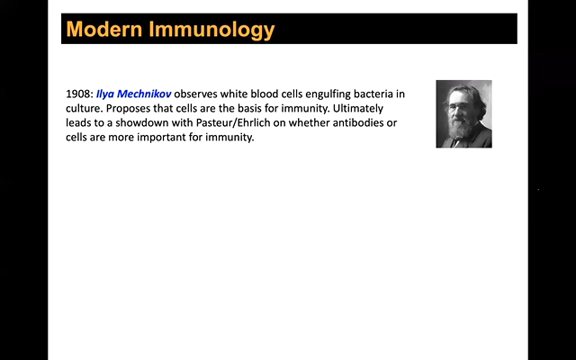 Modern Immunology
1908: Ilya Mechnikov observes white blood cells engulfing bacteria in
culture. Proposes that cells are the basis for immunity. Ultimately
leads to a showdown with Pasteur/Ehrlich on whether antibodies or
cells are more important for immunity.